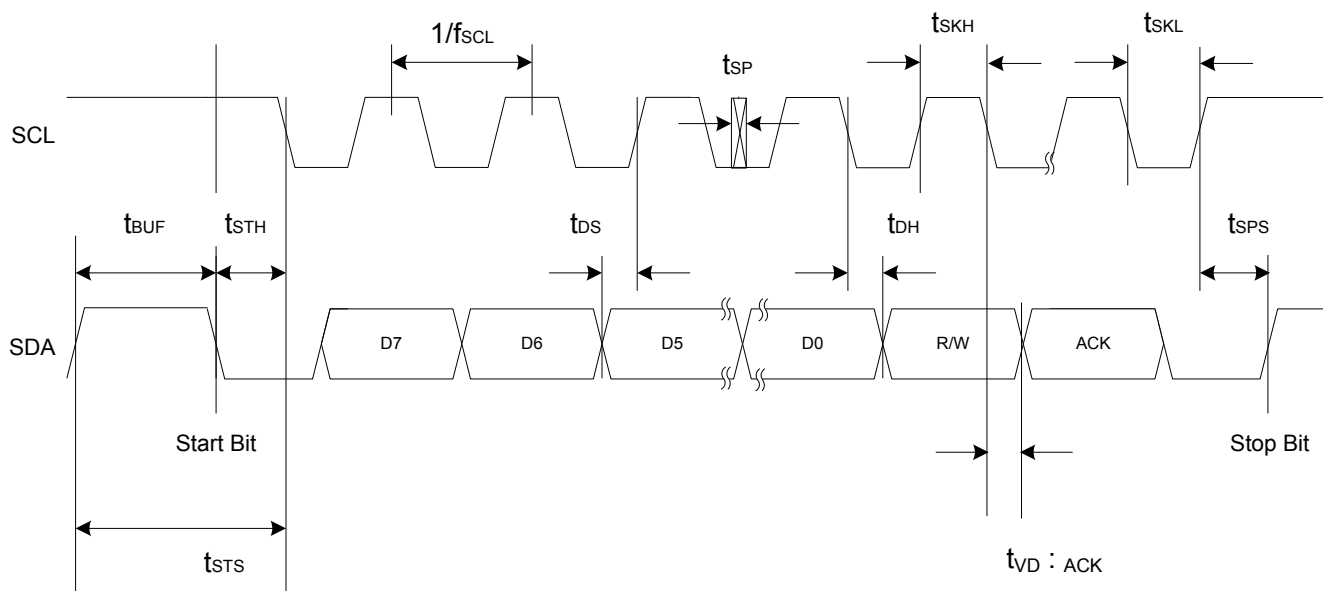 1/fSCL
tSKH
tSKL
tSP
SCL
tBUF
tSTH
tDS
tDH
tSPS
SDA
D7
D6
D5
D0
R/W
ACK
Start Bit
Stop Bit
tSTS
tVD : ACK